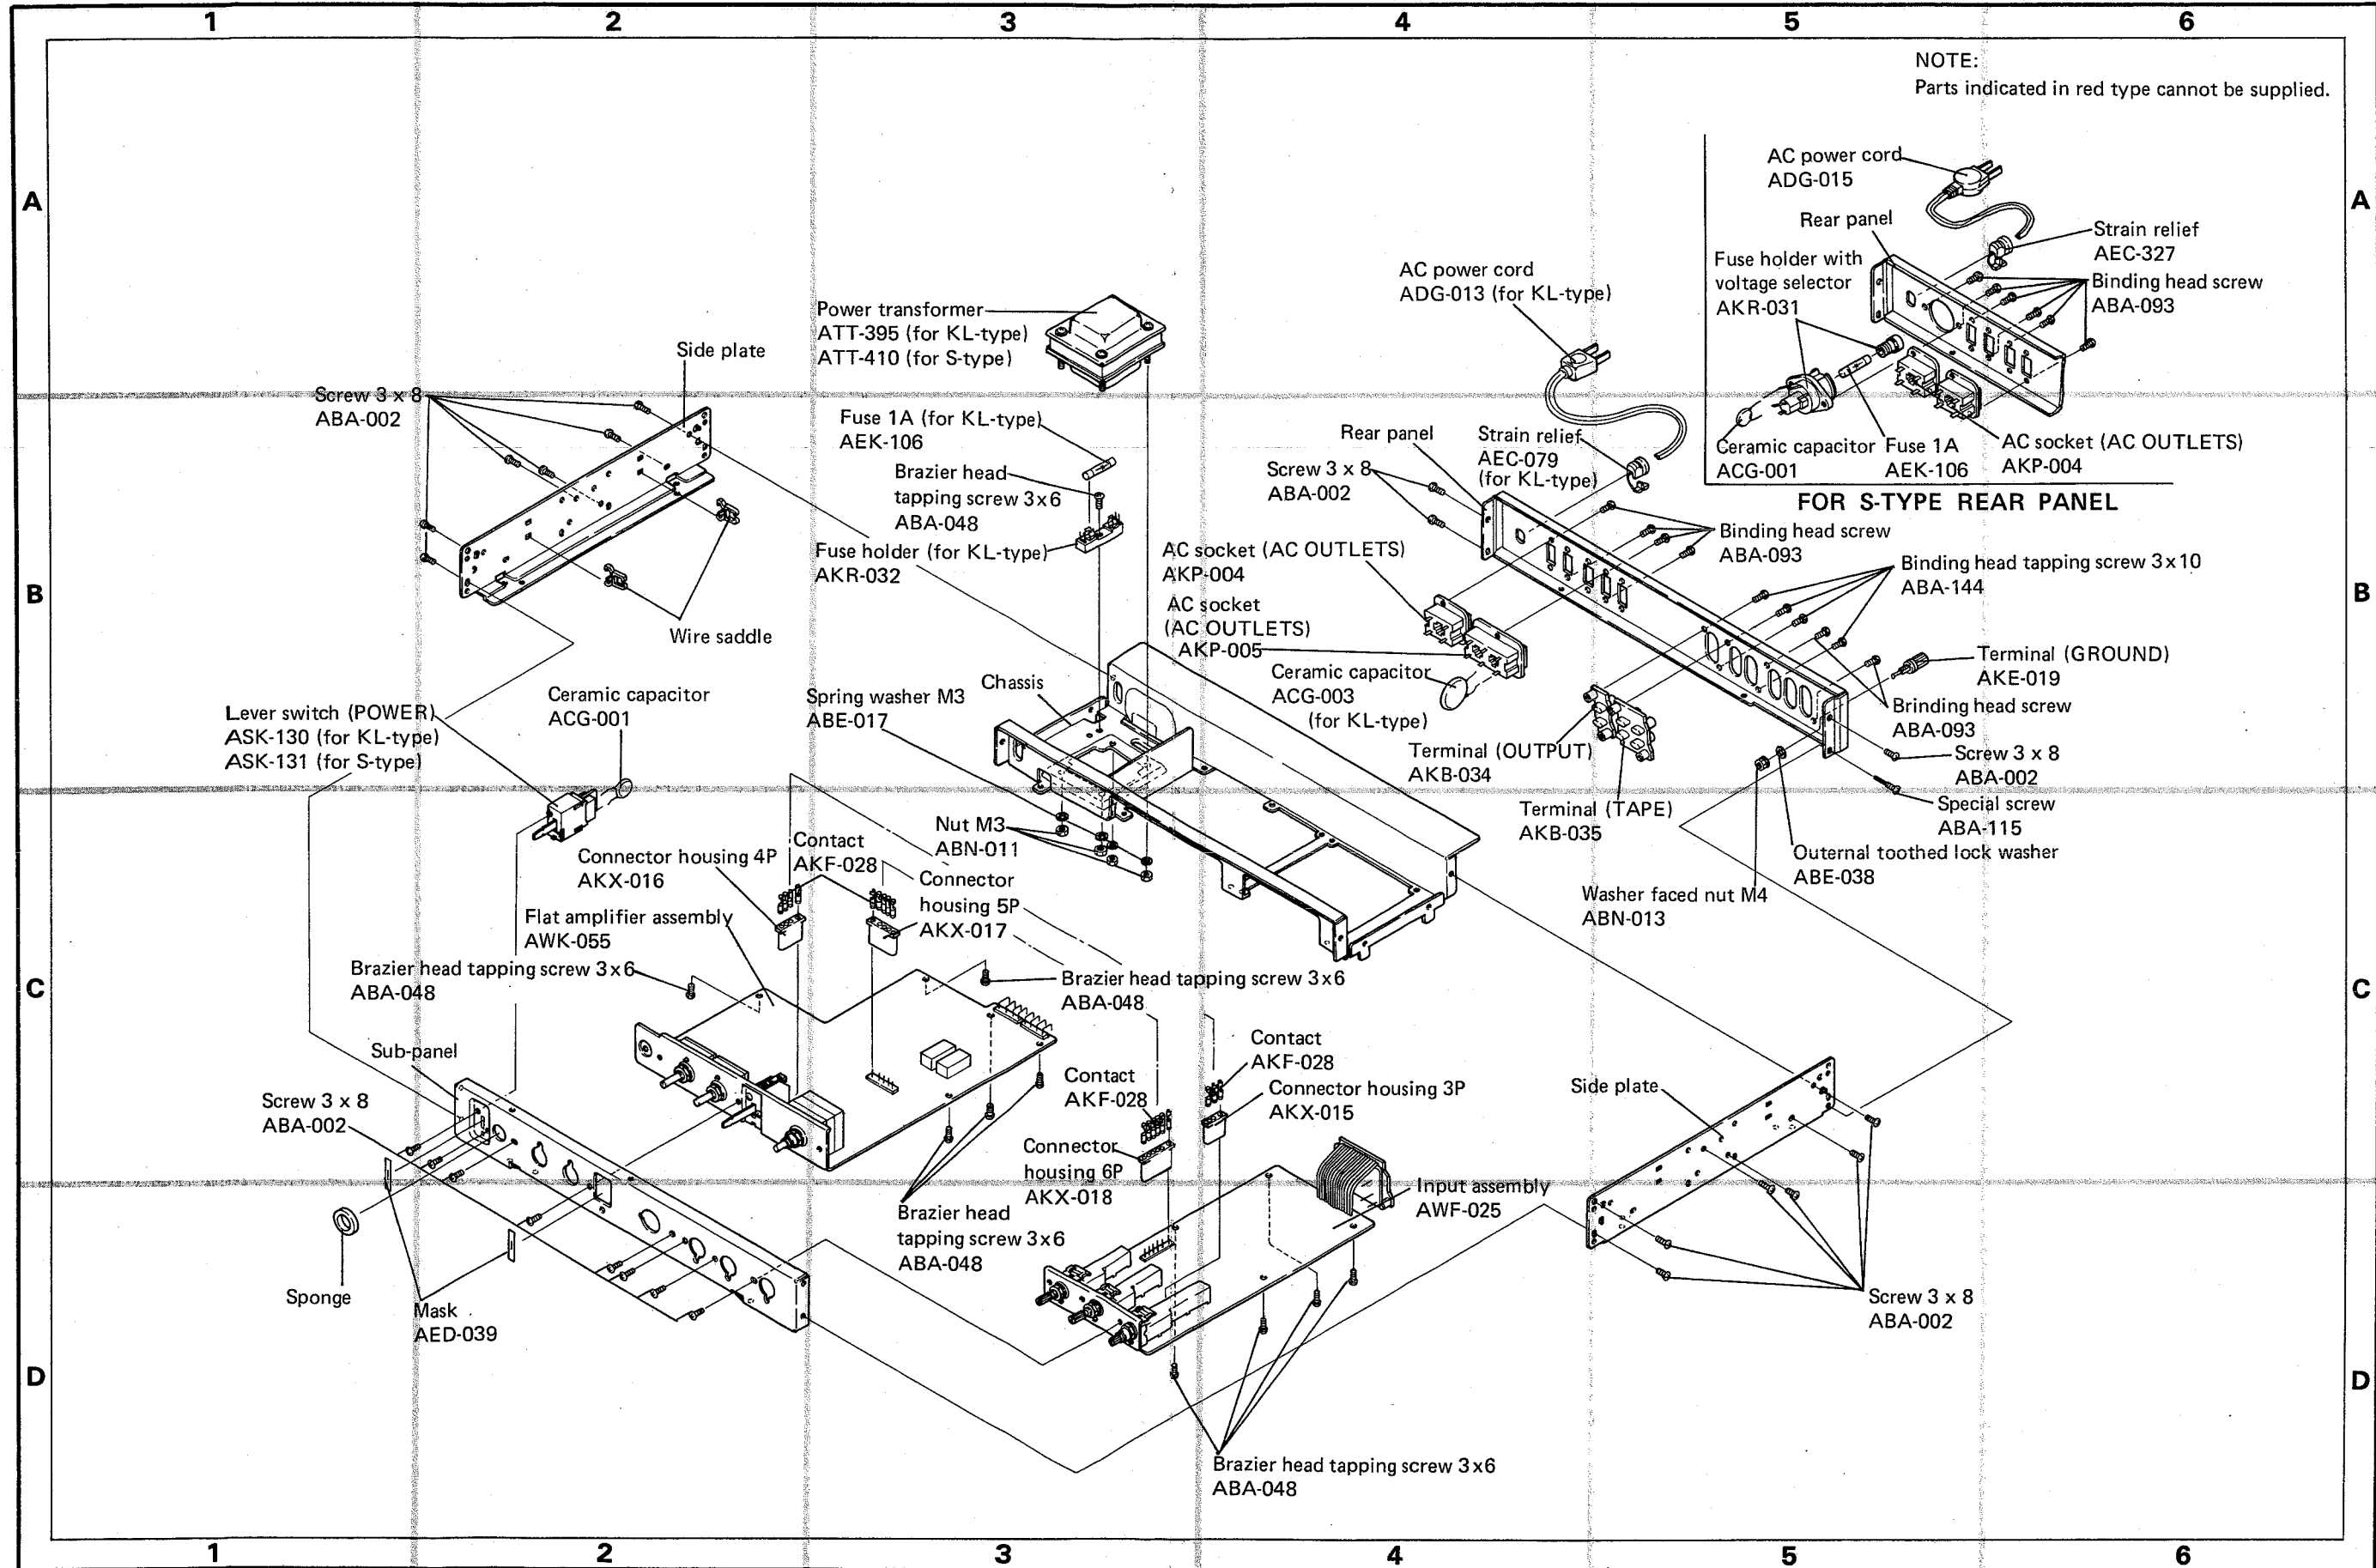 1 2 3 4 5 6
NOTE:
Parts indicated in red type cannot be supplied.
A
A
AC power cord
ADG-015
Rear panel
Strain relief
AEC-327
Fuse holder with
voltage selector
AKR-031
Binding head screw
ABA-093
Ceramic capacitor
ACG-001
Fuse 1A
AEK-106
AC socket (AC OUTLETS)
AKP-004
FOR S-TYPE REAR PANEL
AC power cord
ADG-013 (for KL-type)
Power transformer
ATT-395 (for KL-type)
ATT-410 (for S-type)
Side plate
Screw 3 x 8
ABA-002
Fuse 1A (for KL-type)
AEK-106
Brazier head
tapping screw 3x6
ABA-048
Fuse holder (for KL-type)
AKR-032
Rear panel
Strain relief
AEC-079
(for KL-type)
Screw 3 x 8
ABA-002
Binding head screw
ABA-093
Binding head tapping screw 3x10
ABA-144
B
B
AC socket (AC OUTLETS)
AKP-004
AC socket
(AC OUTLETS)
AKP-005
Wire saddle
Ceramic capacitor
ACG-003
(for KL-type)
Terminal (GROUND)
AKE-019
Brinding head screw
ABA-093
Screw 3 x 8
ABA-002
Special screw
ABA-115
Chassis
Spring washer M3
ABE-017
Ceramic capacitor
ACG-001
Lever switch (POWER)
ASK-130 (for KL-type)
ASK-131 (for S-type)
Terminal (OUTPUT)
AKB-034
Terminal (TAPE)
AKB-035
Outernal toothed lock washer
ABE-038
Washer faced nut M4
ABN-013
Nut M3
ABN-011
Contact
AKF-028
Connector housing 4P
AKX-016
Connector
housing 5P
AKX-017
Flat amplifier assembly
AWK-055
Brazier head tapping screw 3x6
ABA-048
Brazier head tapping screw 3x6
ABA-048
C
C
Sub-panel
Screw 3 x 8
ABA-002
Contact
AKF-028
Contact
AKF-028
Connector housing 3P
AKX-015
Connector
housing 6P
AKX-018
Side plate
Input assembly
AWF-025
Brazier head
tapping screw 3x6
ABA-048
Sponge
Mask
AED-039
Screw 3 x 8
ABA-002
D
D
Brazier head tapping screw 3x6
ABA-048
1 2 3 4 5 6